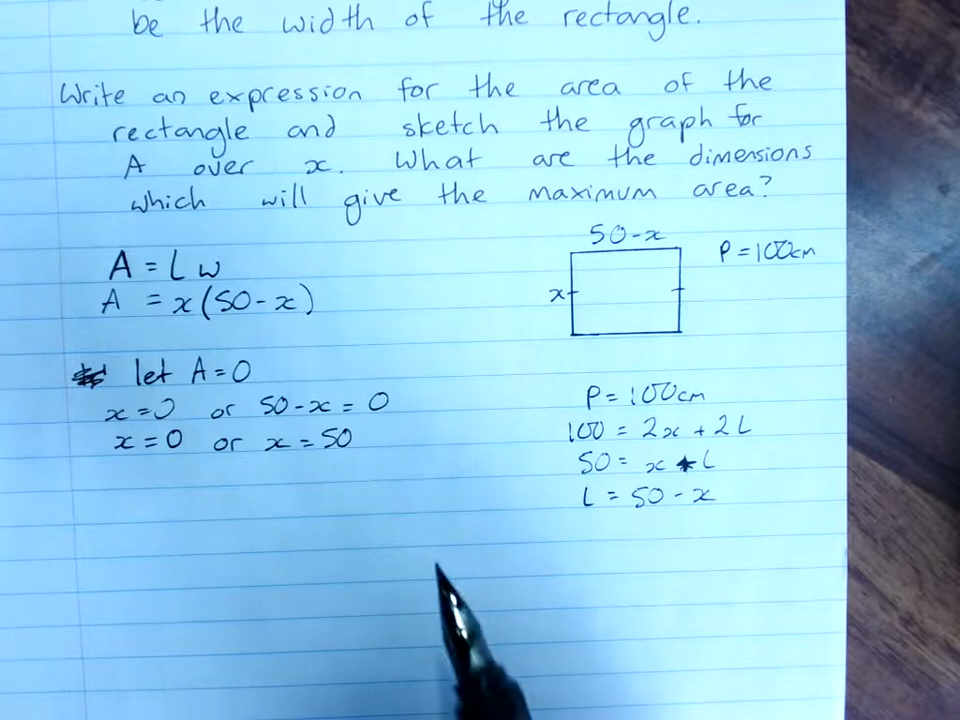 be the width of the rectangle.
Write an expression for the area of the
rectangle and sketch the graph for
A over x. What are the dimensions
which will give the maximum area?
50-x
P = 100cm
x
A = L w
A = x(50-x)
let A = 0
x = 0 or 50-x = 0
x = 0 or x = 50
P = 100cm
100 = 2x + 2L
50 = x + L
L = 50 - x